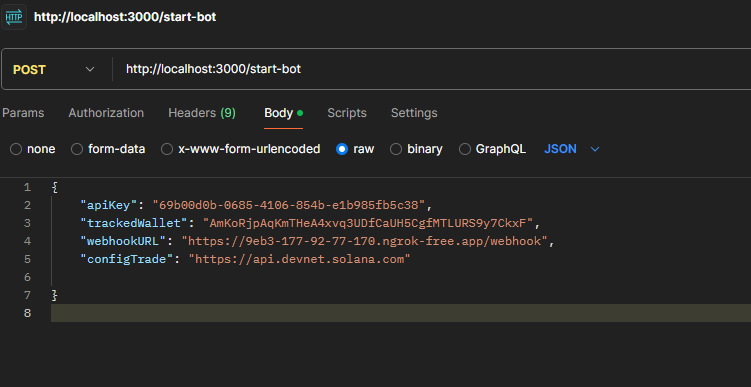 HTTP http://localhost:3000/start-bot
POST http://localhost:3000/start-bot
Params Authorization Headers (9) Body Scripts Settings
none form-data x-www-form-urlencoded raw binary GraphQL JSON
1 {
2 "apiKey": "69b00d0b-0685-4106-854b-e1b985fb5c38",
3 "trackedWallet": "AmKoRjpAqKmTHeA4xvq3UDfCaUH5CgfMTLURS9y7CkxF",
4 "webhookURL": "https://9eb3-177-92-77-170.ngrok-free.app/webhook",
5 "configTrade": "https://api.devnet.solana.com"
6
7 }
8